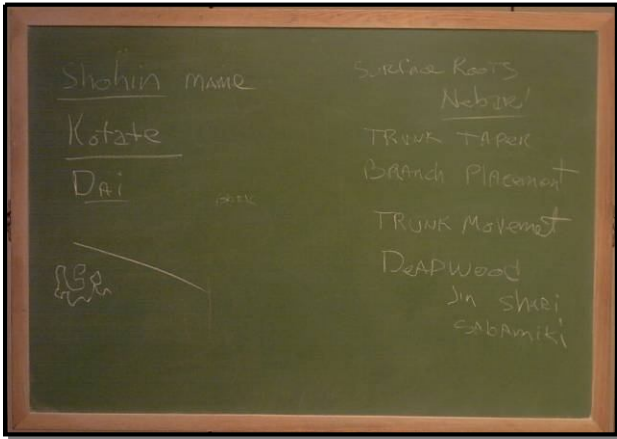 Shohin MAME
Kotate
DAi
SurFace RooTS
Nebari
TRUNK TAPER
BRANch PlAcement
TRUNK Movement
DeADWood
Jin SHARi
SABAmiki